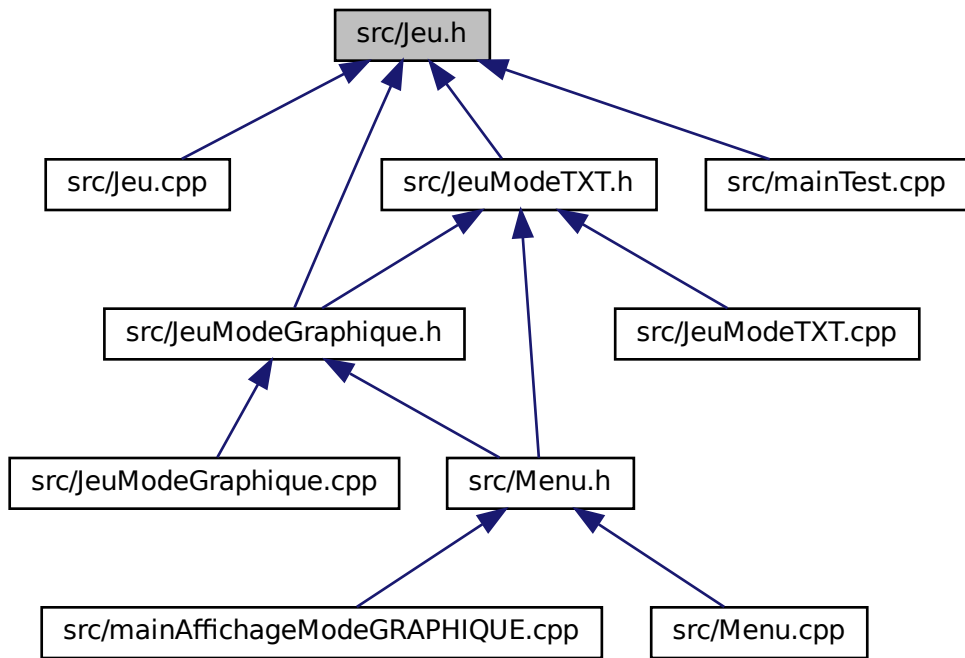 src/Jeu.h
src/Jeu.cpp
src/JeuModeTXT.h
src/mainTest.cpp
src/JeuModeGraphique.h
src/JeuModeTXT.cpp
src/JeuModeGraphique.cpp
src/Menu.h
src/mainAffichageModeGRAPHIQUE.cpp
src/Menu.cpp